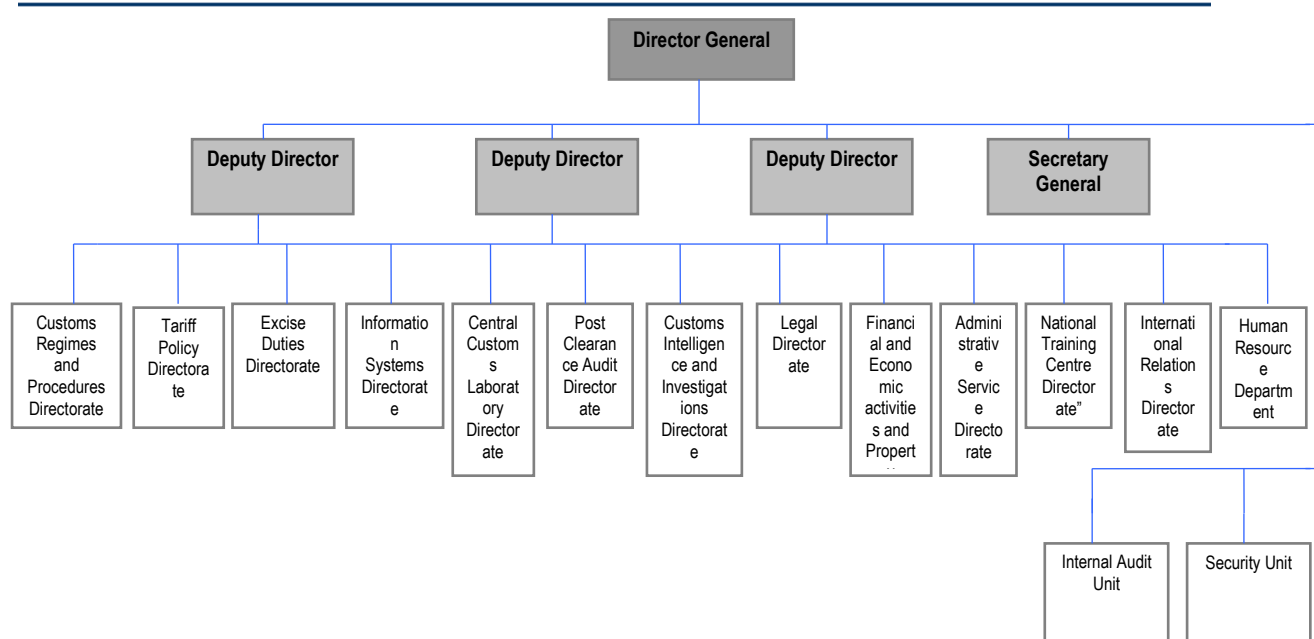 Director General
Deputy Director
Deputy Director
Deputy Director
Secretary
General
Customs
Regimes
and
Procedures
Directorate
Tariff
Policy
Directora
te
Excise
Duties
Directorate
Informatio
n
Systems
Directorat
e
Central
Custom
s
Laborat
ory
Director
ate
Post
Clearan
ce Audit
Director
ate
Customs
Intelligen
ce and
Investigat
ions
Directorat
e
Legal
Director
ate
Financi
al and
Econo
mic
activitie
s and
Propert
Admini
strativ
e
Servic
e
Directo
rate
National
Training
Centre
Director
ate”
Internati
onal
Relation
s
Director
ate
Human
Resourc
e
Departm
ent
Internal Audit
Unit
Security Unit